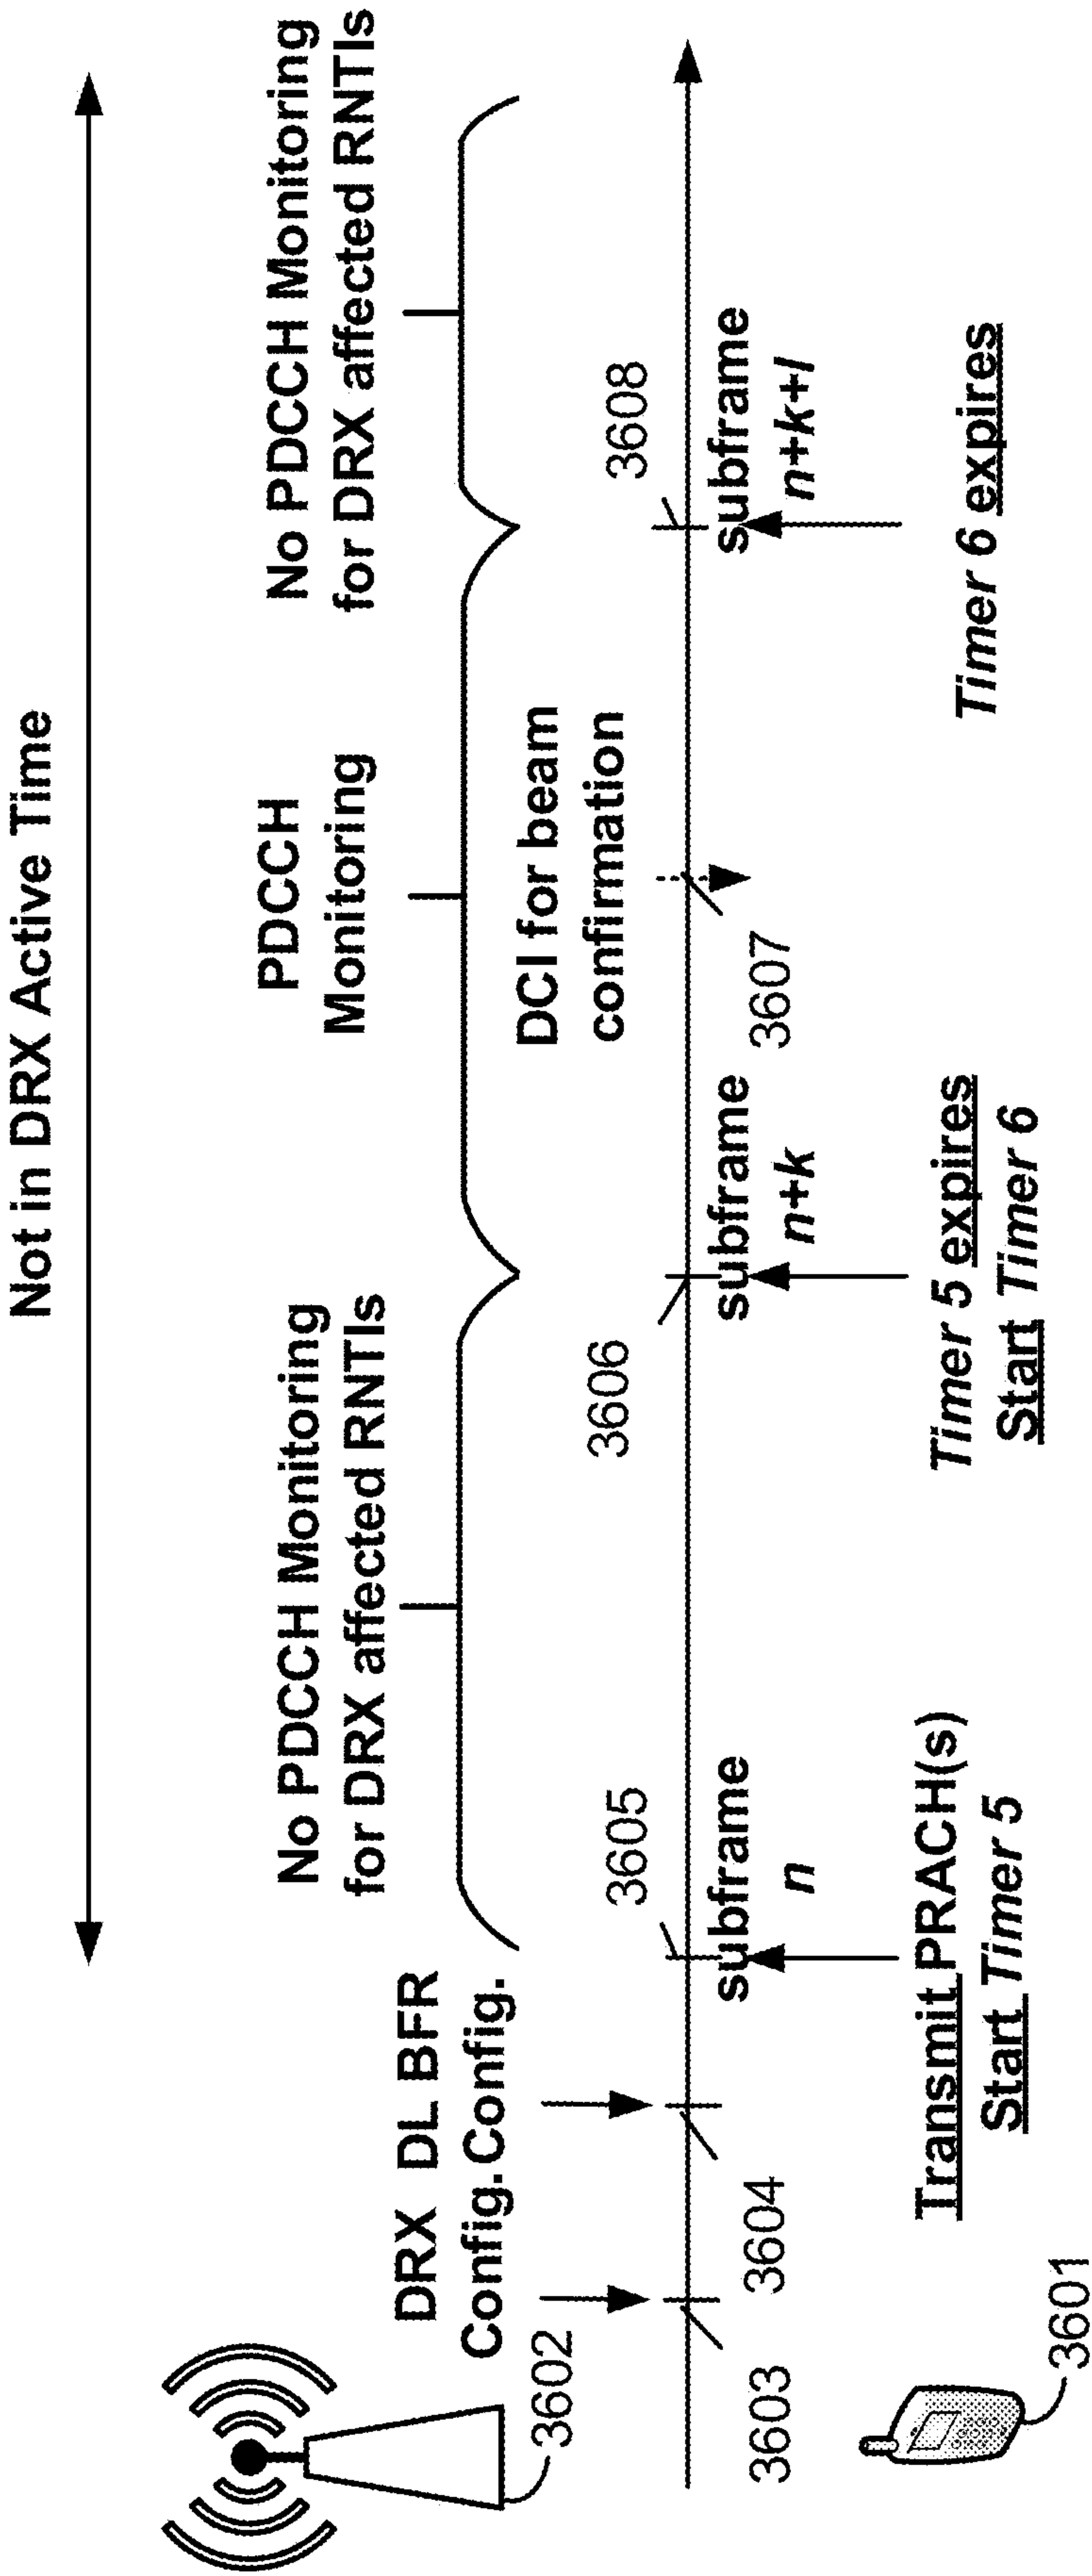 Not in DRX Active Time
No PDCCH Monitoring
for DRX affected RNTIs
PDCCH
Monitoring
No PDCCH Monitoring
for DRX affected RNTIs
DRX DL BFR
Config. Config.
DCI for beam
confirmation
3602
3603
3604
3605
3606
3607
3608
subframe
n
subframe
n+k
subframe
n+k+l
Transmit PRACH(s)
Start Timer 5
Timer 5 expires
Start Timer 6
Timer 6 expires
3601